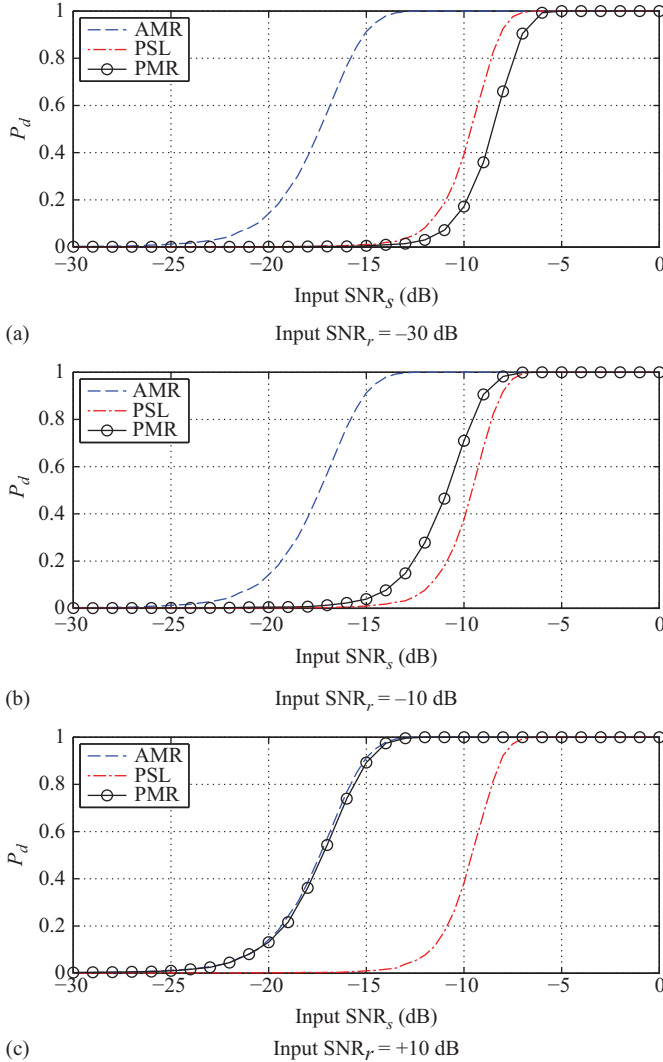 1
0.8
0.6
0.4
0.2
0
P_d
AMR
PSL
PMR
−30 −25 −20 −15 −10 −5 0
Input SNR_s (dB)
(a) Input SNR_r = –30 dB
1
0.8
0.6
0.4
0.2
0
P_d
AMR
PSL
PMR
−30 −25 −20 −15 −10 −5 0
Input SNR_s (dB)
(b) Input SNR_r = –10 dB
1
0.8
0.6
0.4
0.2
0
P_d
AMR
PSL
PMR
−30 −25 −20 −15 −10 −5 0
Input SNR_s (dB)
(c) Input SNR_r = +10 dB